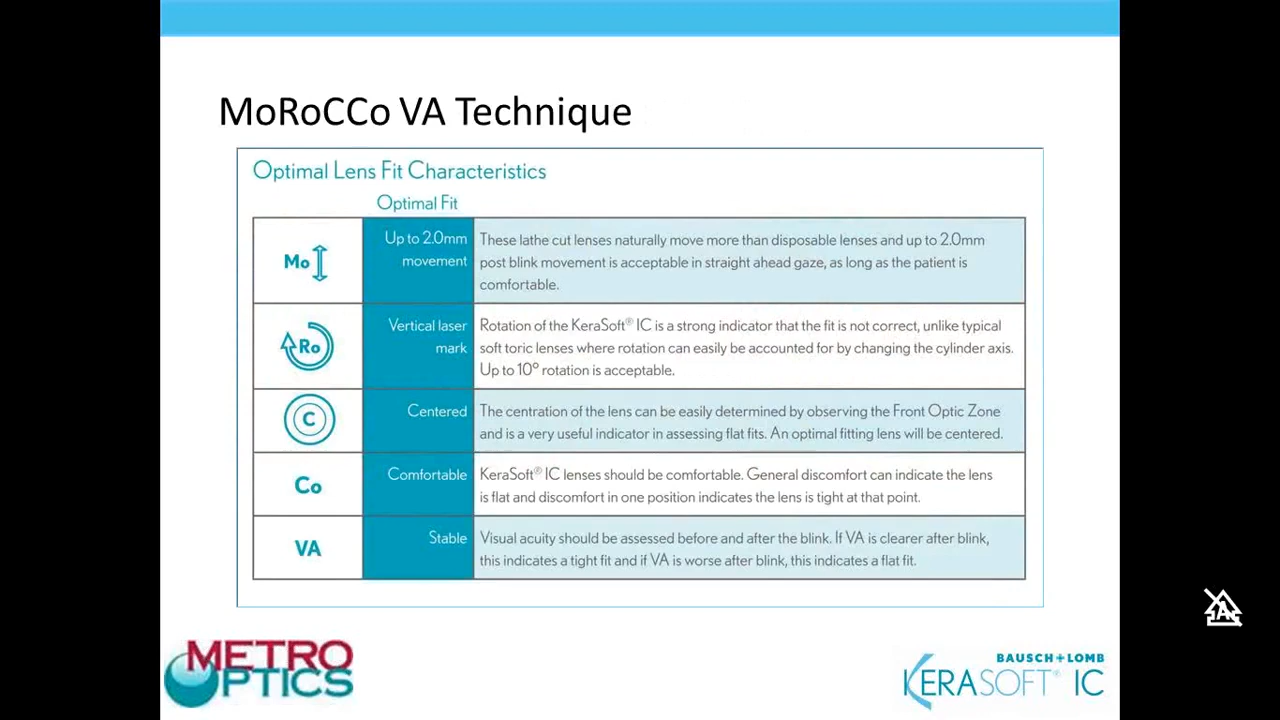 MoRoCCo VA Technique
Optimal Lens Fit Characteristics
Optimal Fit
Mo
Up to 2.0mm
movement
These lathe cut lenses naturally move more than disposable lenses and up to 2.0mm
post blink movement is acceptable in straight ahead gaze, as long as the patient is
comfortable.
Ro
Vertical laser
mark
Rotation of the KeraSoft® IC is a strong indicator that the fit is not correct, unlike typical
soft toric lenses where rotation can easily be accounted for by changing the cylinder axis.
Up to 10° rotation is acceptable.
C
Centered
The centration of the lens can be easily determined by observing the Front Optic Zone
and is a very useful indicator in assessing flat fits. An optimal fitting lens will be centered.
Co
Comfortable
KeraSoft® IC lenses should be comfortable. General discomfort can indicate the lens
is flat and discomfort in one position indicates the lens is tight at that point.
VA
Stable
Visual acuity should be assessed before and after the blink. If VA is clearer after blink,
this indicates a tight fit and if VA is worse after blink, this indicates a flat fit.
A
METRO
OPTICS
BAUSCH+LOMB
KERASOFT® IC